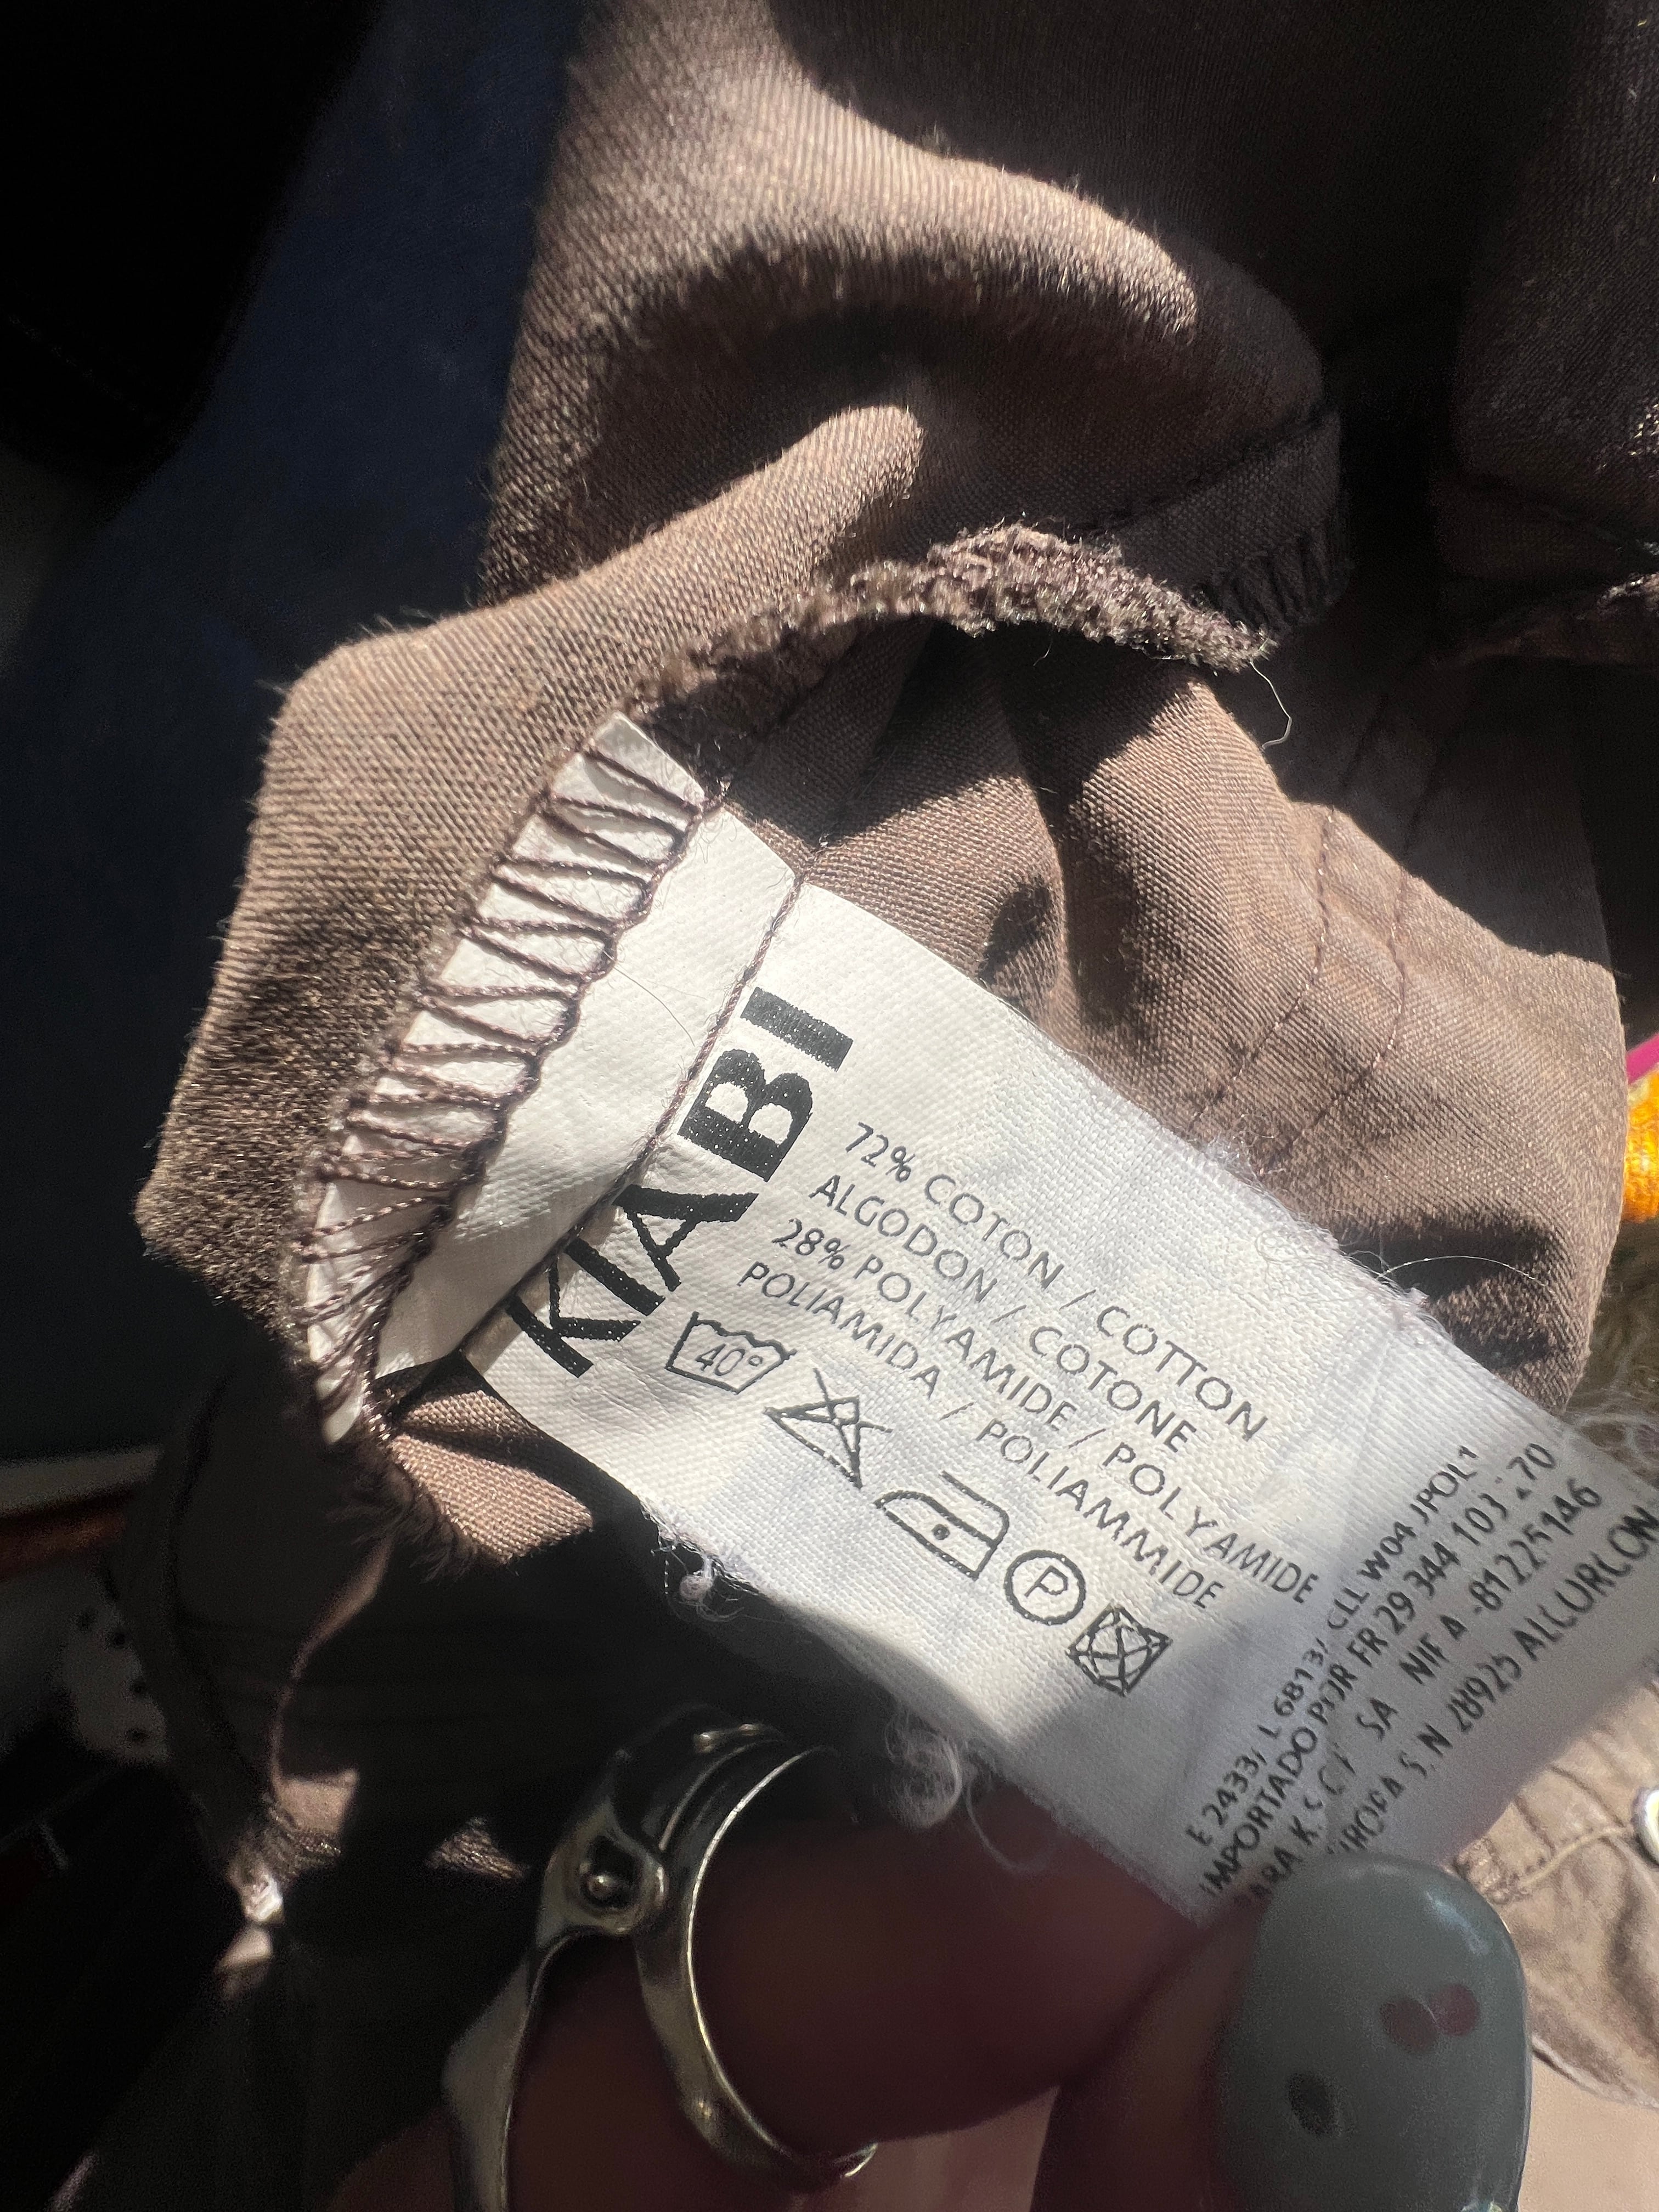 KIABI
72% COTON / COTTON
ALGODON / COTONE
28% POLYAMIDE / POLYAMIDE
POLIAMIDA / POLIAMMIDE
40°
P
E 2433/ L 6813/ CLL W04 JPOL1
IMPORTADO POR FR 29 344 103 270
K SA NIF A -81225146
S N 28925 ALCORCON